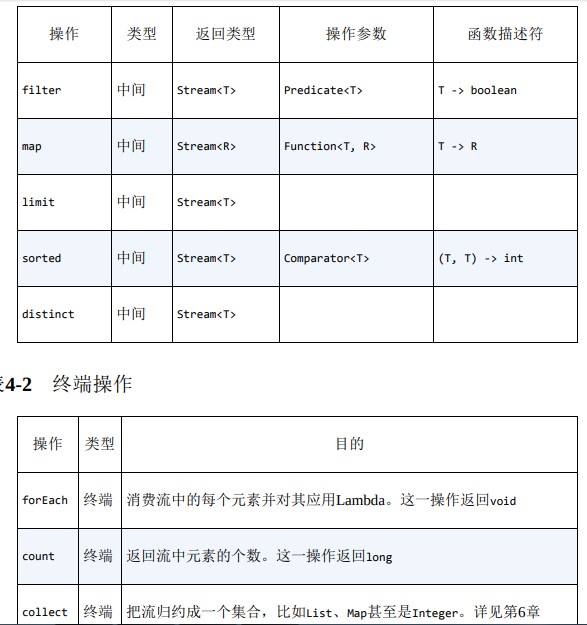 操作 类型 返回类型 操作参数 函数描述符
filter 中间 Stream<T> Predicate<T> T -> boolean
map 中间 Stream<R> Function<T, R> T -> R
limit 中间 Stream<T>
sorted 中间 Stream<T> Comparator<T> (T, T) -> int
distinct 中间 Stream<T>
表4-2 终端操作
操作 类型 目的
forEach 终端 消费流中的每个元素并对其应用Lambda。这一操作返回void
count 终端 返回流中元素的个数。这一操作返回long
collect 终端 把流归约成一个集合，比如List、Map甚至是Integer。详见第6章